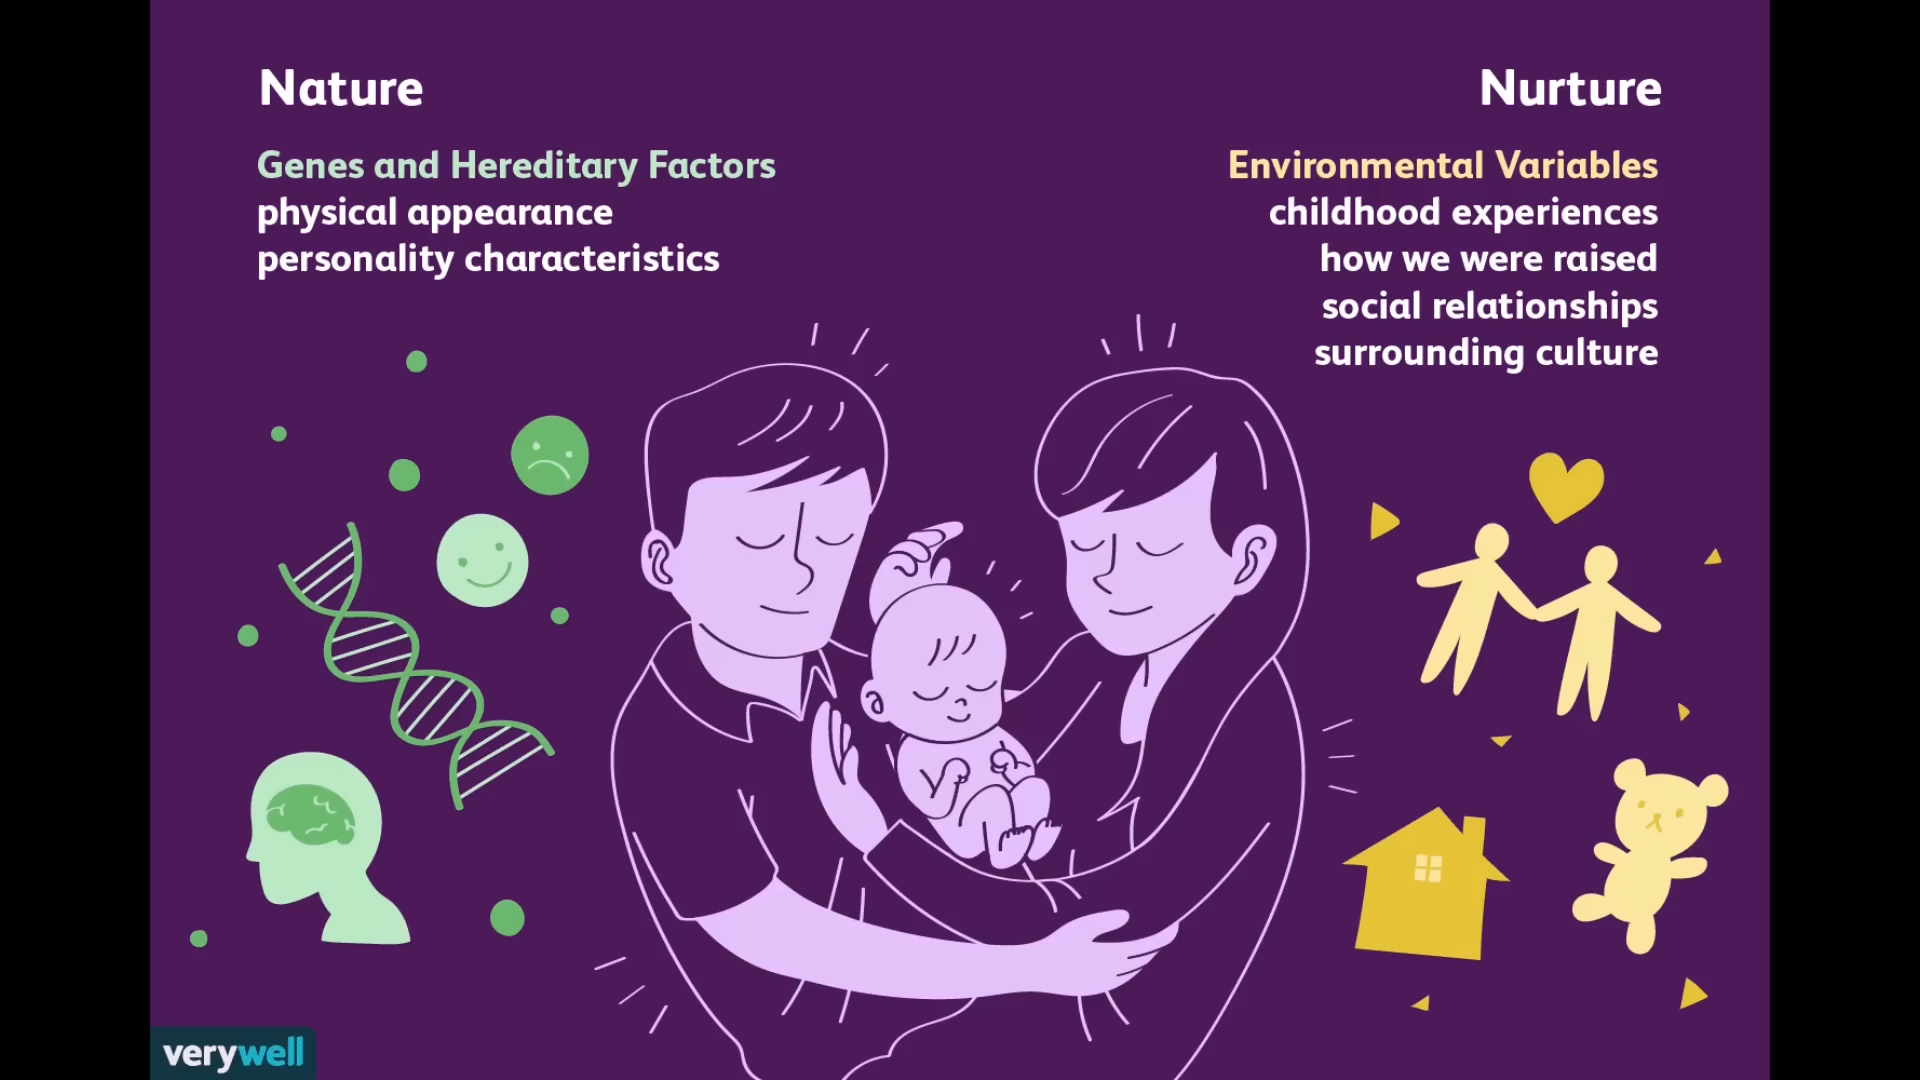 Nature
Genes and Hereditary Factors
physical appearance
personality characteristics
Nurture
Environmental Variables
childhood experiences
how we were raised
social relationships
surrounding culture
verywell